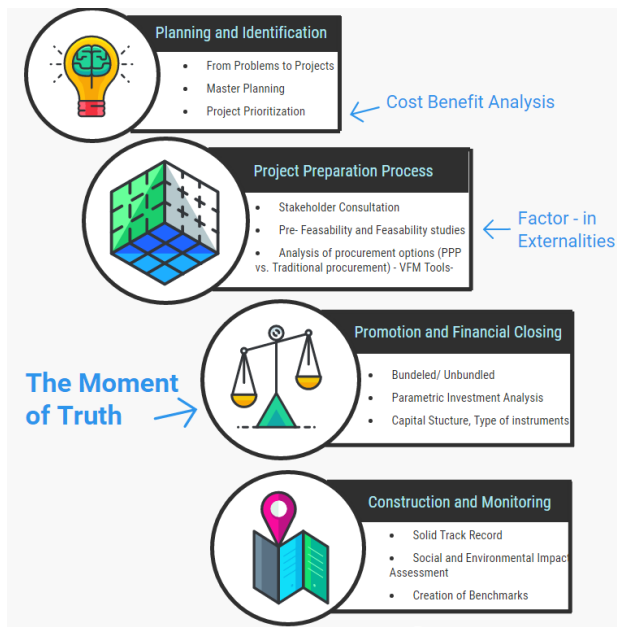 Planning and Identification
• From Problems to Projects
• Master Planning
• Project Prioritization
Cost Benefit Analysis
Project Preparation Process
• Stakeholder Consultation
• Pre- Feasability and Feasability studies
• Analysis of procurement options (PPP
vs. Traditional procurement) - VFM Tools-
Factor - in
Externalities
Promotion and Financial Closing
• Bundeled/ Unbundled
• Parametric Investment Analysis
• Capital Stucture, Type of instruments
The Moment
of Truth
Construction and Monitoring
• Solid Track Record
• Social and Environmental Impact
Assessment
• Creation of Benchmarks